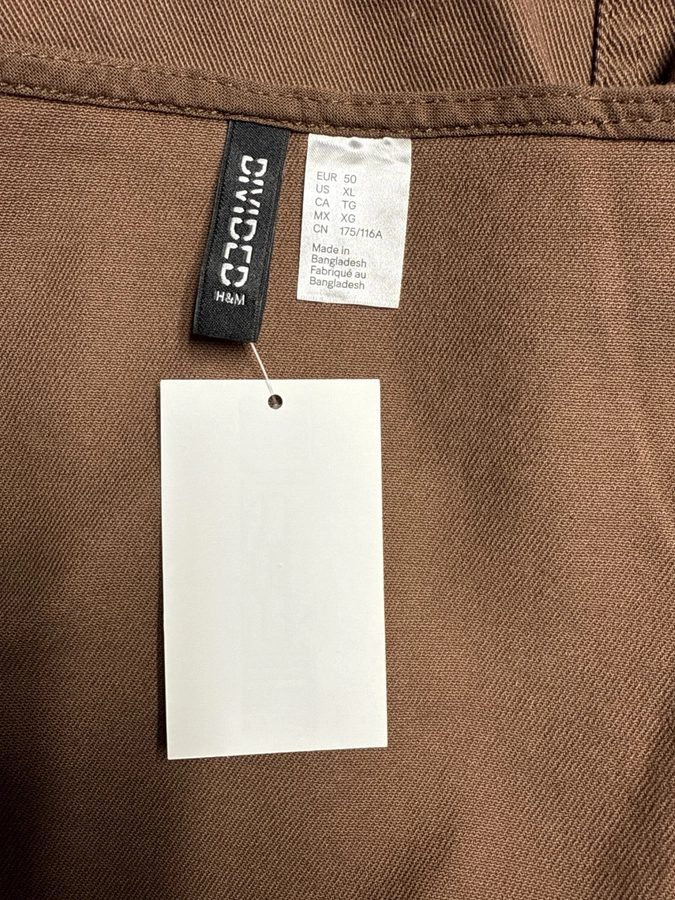 DIVIDED
H&M
EUR 50
US XL
CA TG
MX XG
CN 175/116A
Made in
Bangladesh
Fabriqué au
Bangladesh